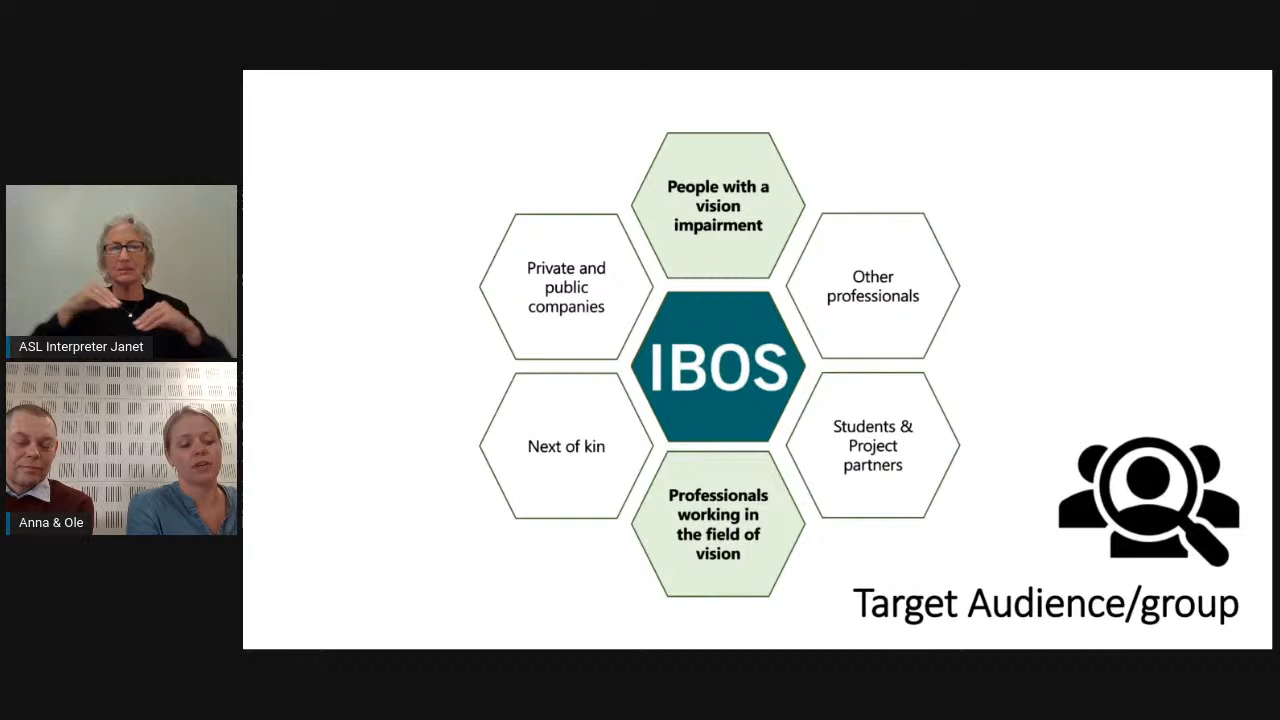 ASL Interpreter Janet
Anna & Ole
People with a
vision
impairment
Private and
public
companies
Other
professionals
IBOS
Next of kin
Students &
Project
partners
Professionals
working in
the field of
vision
Target Audience/group